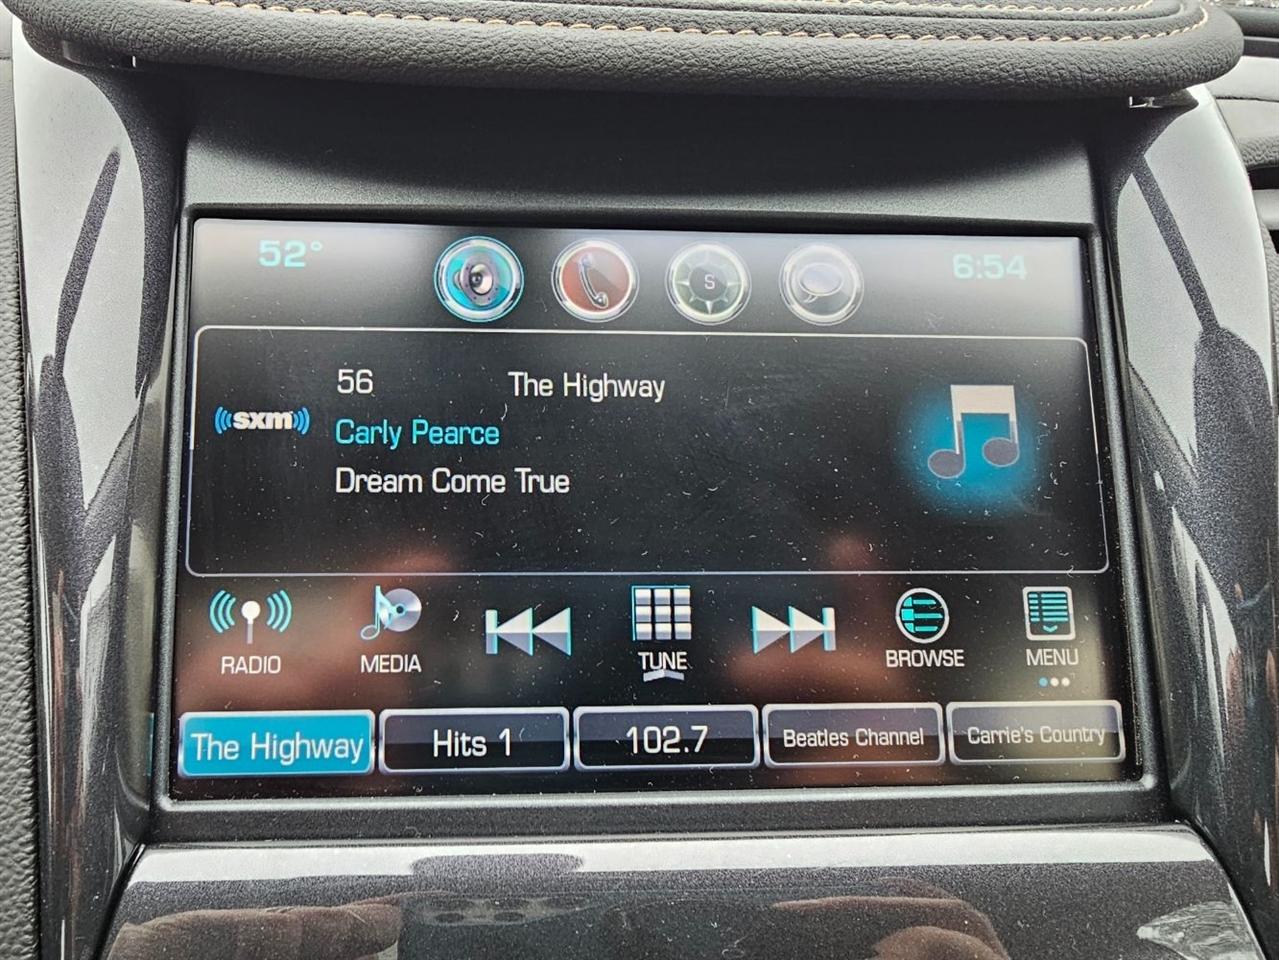 52°
S
6:54
56 The Highway
sxm
Carly Pearce
Dream Come True
RADIO
MEDIA
TUNE
BROWSE
MENU
The Highway
Hits 1
102.7
Beatles Channel
Carrie's Country